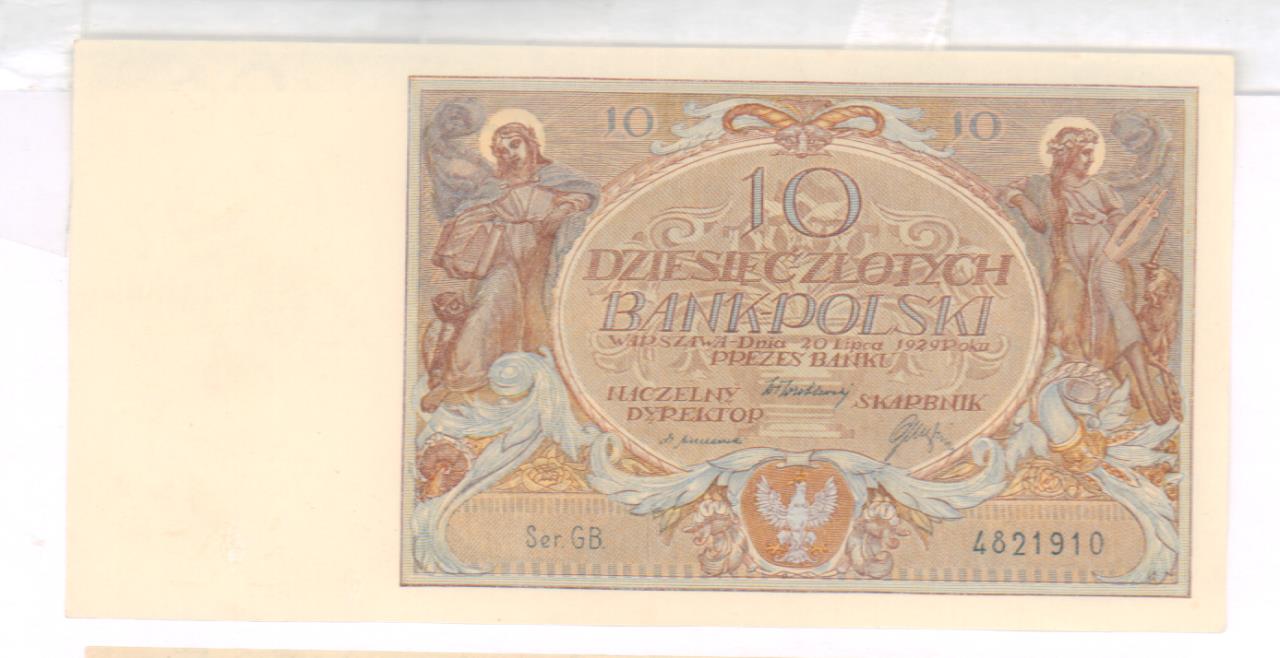 10 10
10
DZIESIĘĆ ZŁOTYCH
BANK POLSKI
WARSZAWA-Dnia 20 Lipca 1929 Roku
PREZES BANKU
NACZELNY SKARBNIK
DYREKTOR
Ser. GB. 4821910